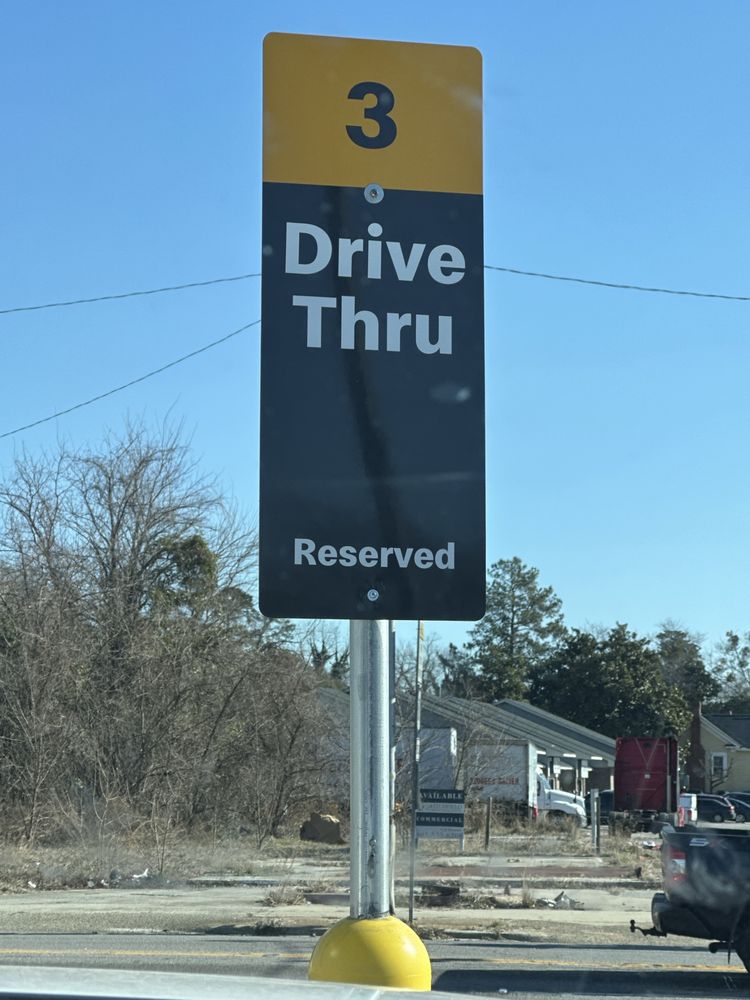 3
Drive
Thru
Reserved
AVAILABLE
COMMERCIAL